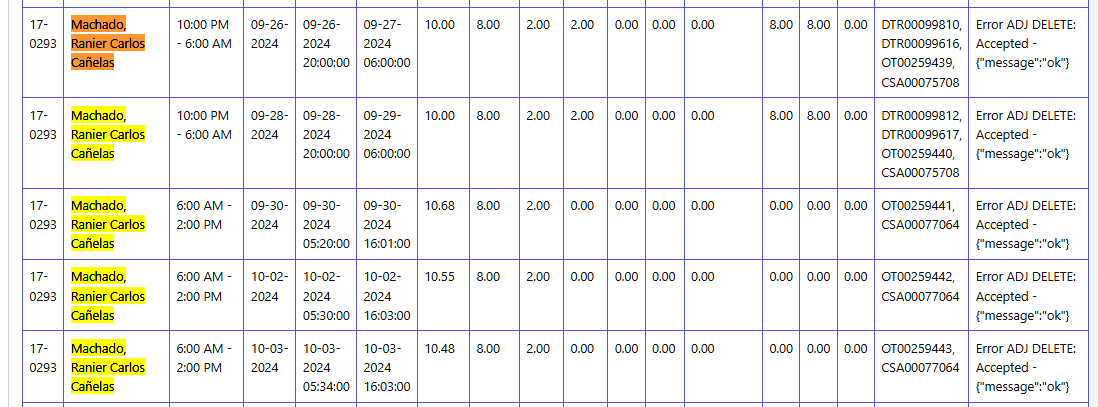 17-0293 Machado, Ranier Carlos Cañelas 10:00 PM - 6:00 AM 09-26-2024 09-26-2024 20:00:00 09-27-2024 06:00:00 10.00 8.00 2.00 2.00 0.00 0.00 0.00 8.00 8.00 0.00 DTR00099810, DTR00099616, OT00259439, CSA00075708 Error ADJ DELETE: Accepted - {"message":"ok"}
17-0293 Machado, Ranier Carlos Cañelas 10:00 PM - 6:00 AM 09-28-2024 09-28-2024 20:00:00 09-29-2024 06:00:00 10.00 8.00 2.00 2.00 0.00 0.00 0.00 8.00 8.00 0.00 DTR00099812, DTR00099617, OT00259440, CSA00075708 Error ADJ DELETE: Accepted - {"message":"ok"}
17-0293 Machado, Ranier Carlos Cañelas 6:00 AM - 2:00 PM 09-30-2024 09-30-2024 05:20:00 09-30-2024 16:01:00 10.68 8.00 2.00 0.00 0.00 0.00 0.00 0.00 0.00 0.00 OT00259441, CSA00077064 Error ADJ DELETE: Accepted - {"message":"ok"}
17-0293 Machado, Ranier Carlos Cañelas 6:00 AM - 2:00 PM 10-02-2024 10-02-2024 05:30:00 10-02-2024 16:03:00 10.55 8.00 2.00 0.00 0.00 0.00 0.00 0.00 0.00 0.00 OT00259442, CSA00077064 Error ADJ DELETE: Accepted - {"message":"ok"}
17-0293 Machado, Ranier Carlos Cañelas 6:00 AM - 2:00 PM 10-03-2024 10-03-2024 05:34:00 10-03-2024 16:03:00 10.48 8.00 2.00 0.00 0.00 0.00 0.00 0.00 0.00 0.00 OT00259443, CSA00077064 Error ADJ DELETE: Accepted - {"message":"ok"}